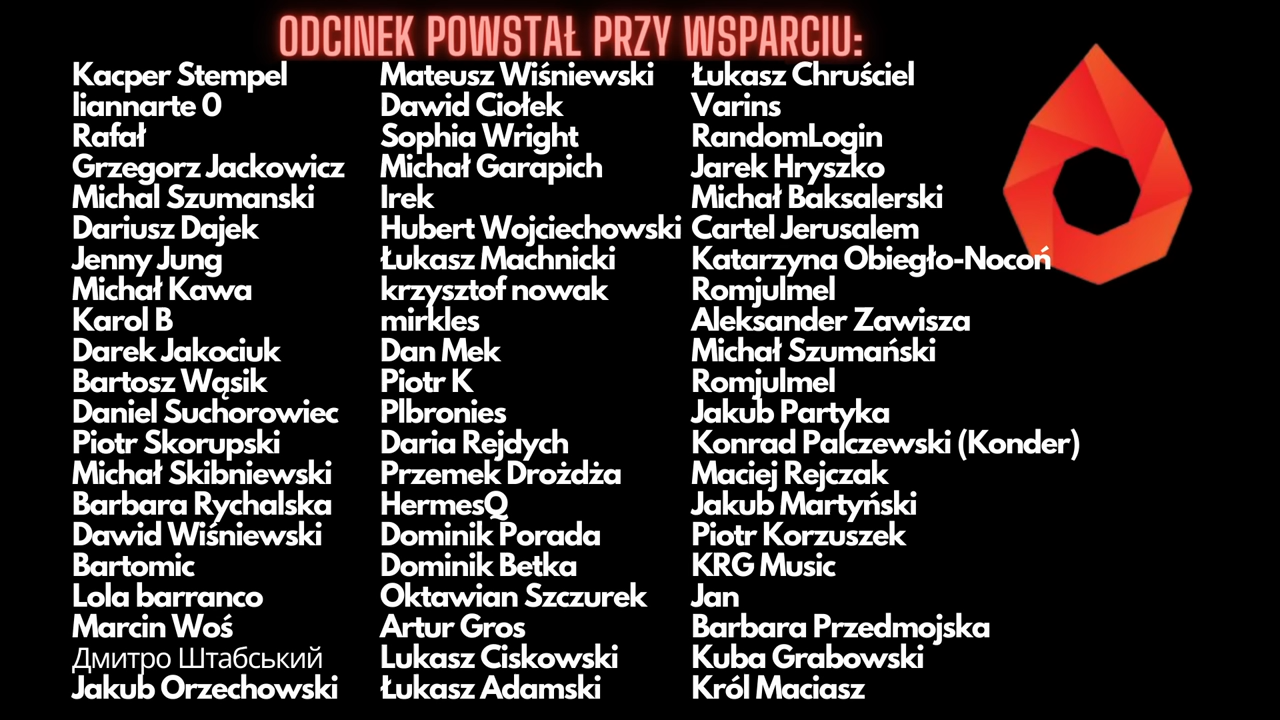 ODCINEK POWSTAŁ PRZY WSPARCIU:
Kacper Stempel
liannarte 0
Rafał
Grzegorz Jackowicz
Michal Szumanski
Dariusz Dajek
Jenny Jung
Michał Kawa
Karol B
Darek Jakociuk
Bartosz Wąsik
Daniel Suchorowiec
Piotr Skorupski
Michał Skibniewski
Barbara Rychalska
Dawid Wiśniewski
Bartomic
Lola barranco
Marcin Woś
Дмитро Штабський
Jakub Orzechowski
Mateusz Wiśniewski
Dawid Ciołek
Sophia Wright
Michał Garapich
Irek
Hubert Wojciechowski
Łukasz Machnicki
krzysztof nowak
mirkles
Dan Mek
Piotr K
Plbronies
Daria Rejdych
Przemek Drożdża
HermesQ
Dominik Porada
Dominik Betka
Oktawian Szczurek
Artur Gros
Lukasz Ciskowski
Łukasz Adamski
Łukasz Chruściel
Varins
RandomLogin
Jarek Hryszko
Michał Baksalerski
Cartel Jerusalem
Katarzyna Obiegło-Nocoń
Romjulmel
Aleksander Zawisza
Michał Szumański
Romjulmel
Jakub Partyka
Konrad Palczewski (Konder)
Maciej Rejczak
Jakub Martyński
Piotr Korzuszek
KRG Music
Jan
Barbara Przedmojska
Kuba Grabowski
Król Maciasz